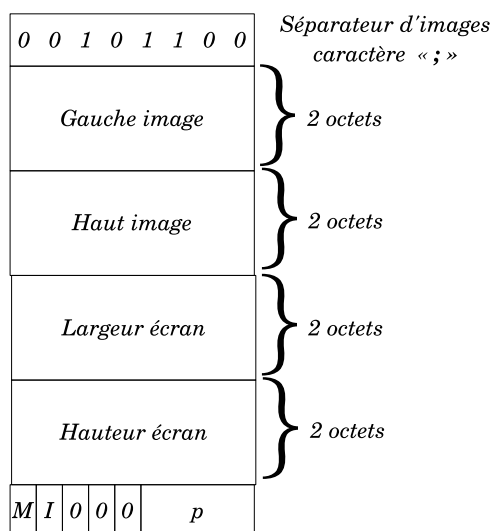 0 0 1 0 1 1 0 0
Séparateur d'images
caractère « ; »
Gauche image
2 octets
Haut image
2 octets
Largeur écran
2 octets
Hauteur écran
2 octets
M I 0 0 0 p